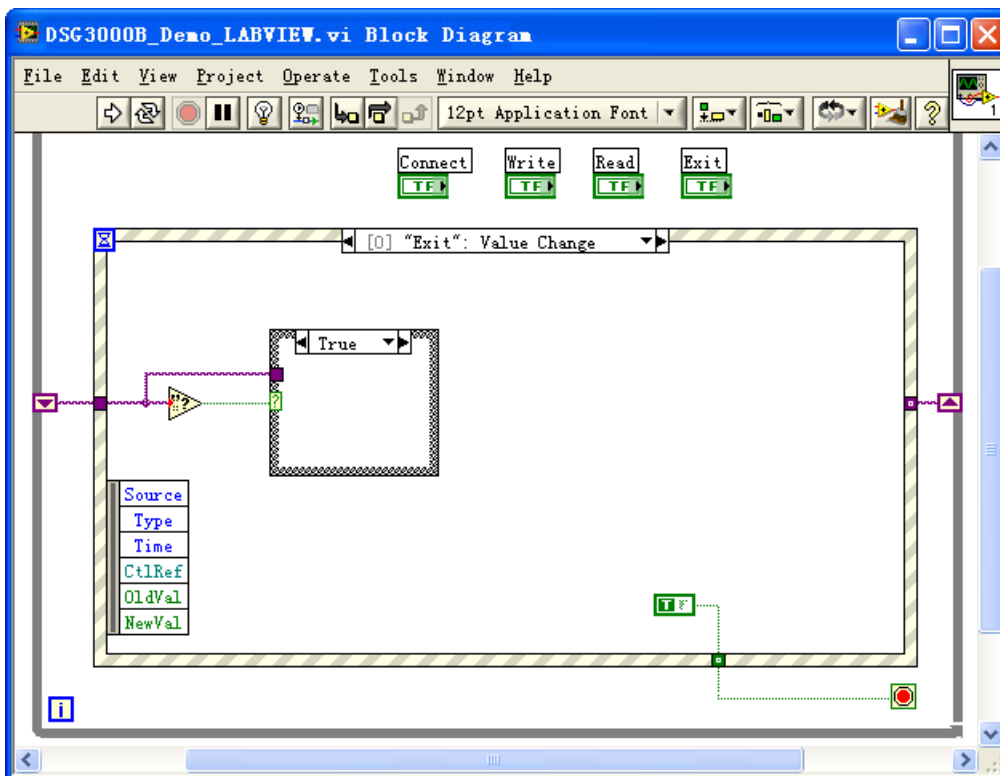 DSG3000B_Demo_LABVIEW.vi Block Diagram
File Edit View Project Operate Tools Window Help
12pt Application Font
?
1
Connect Write Read Exit
TF TF TF TF
[0] "Exit": Value Change
True
"?
?
Source
Type
Time
CtlRef
OldVal
NewVal
T F
i